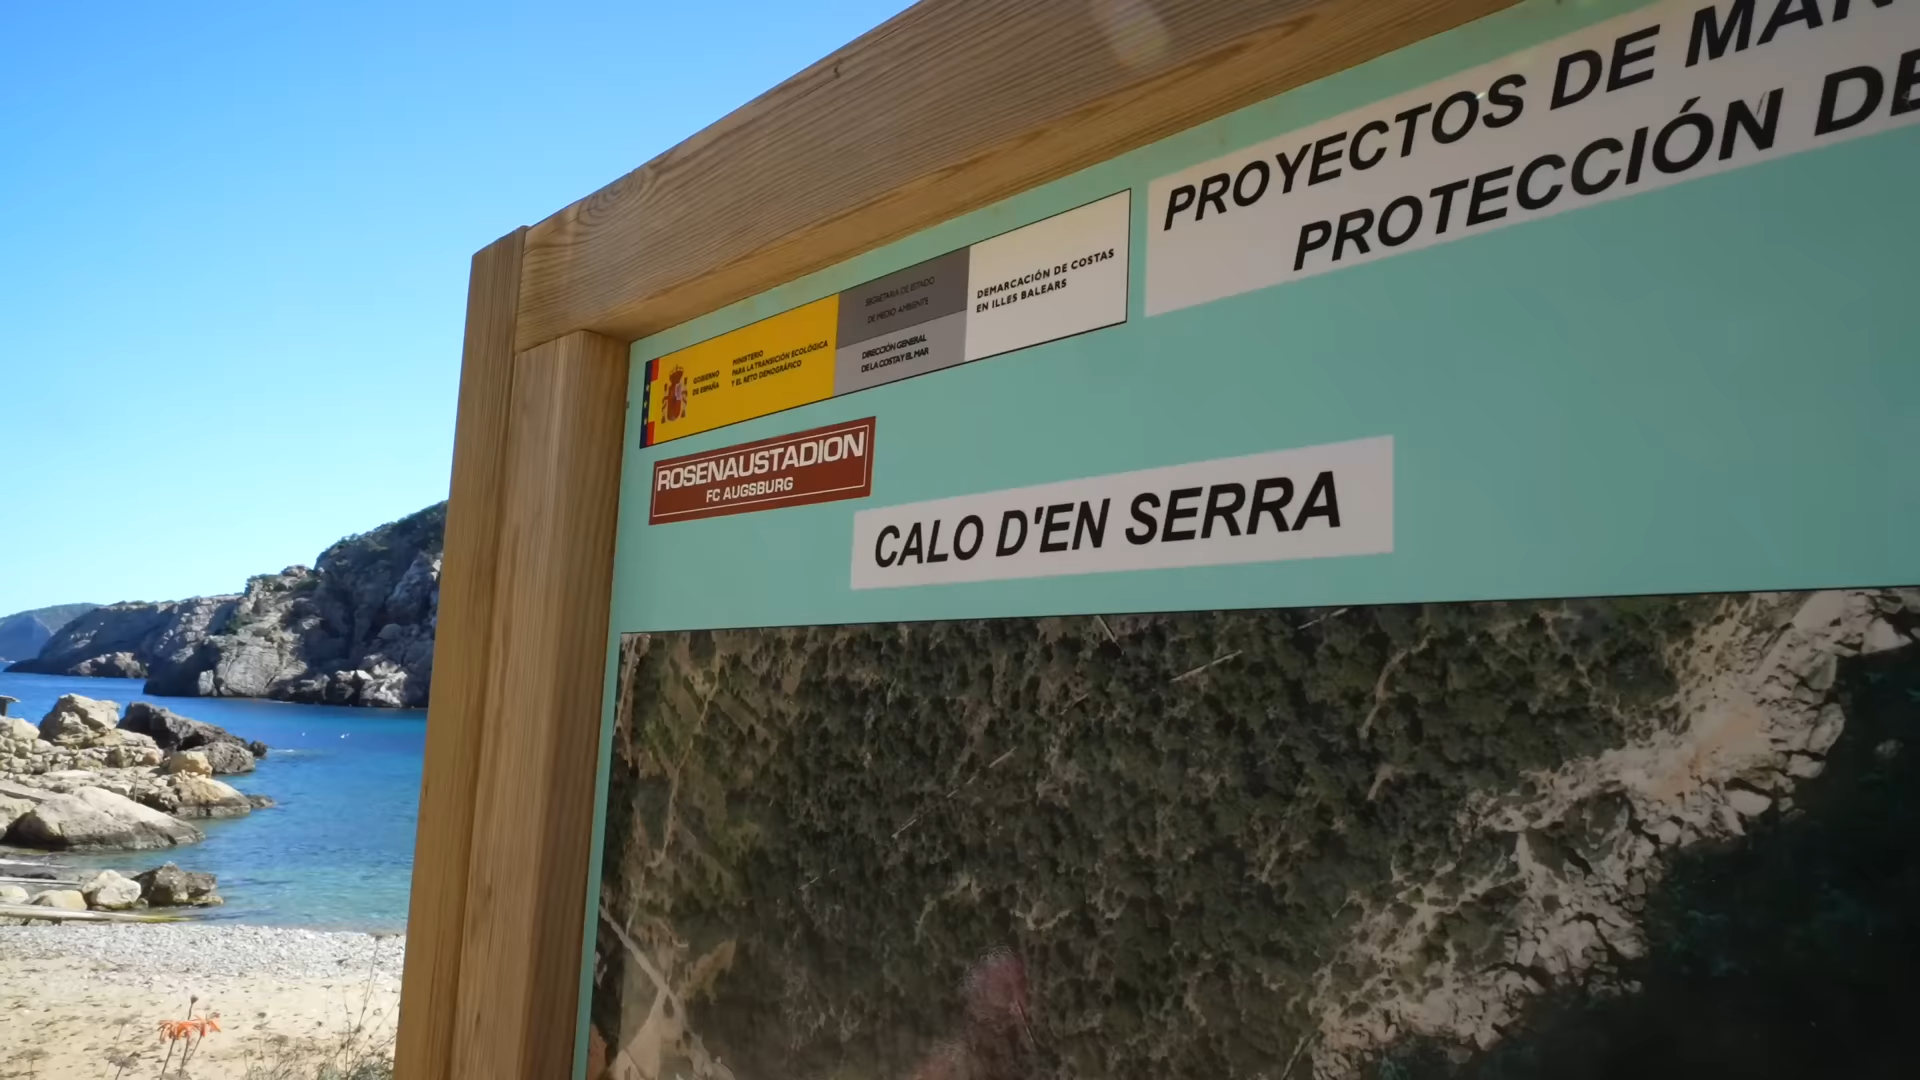 PROYECTOS DE MAN
PROTECCIÓN DE
GOBIERNO
DE ESPAÑA
MINISTERIO
PARA LA TRANSICIÓN ECOLÓGICA
Y EL RETO DEMOGRÁFICO
SECRETARIA DE ESTADO
DE MEDIO AMBIENTE
DIRECCIÓN GENERAL
DE LA COSTA Y EL MAR
DEMARCACIÓN DE COSTAS
EN ILLES BALEARS
ROSENAUSTADION
FC AUGSBURG
CALO D'EN SERRA